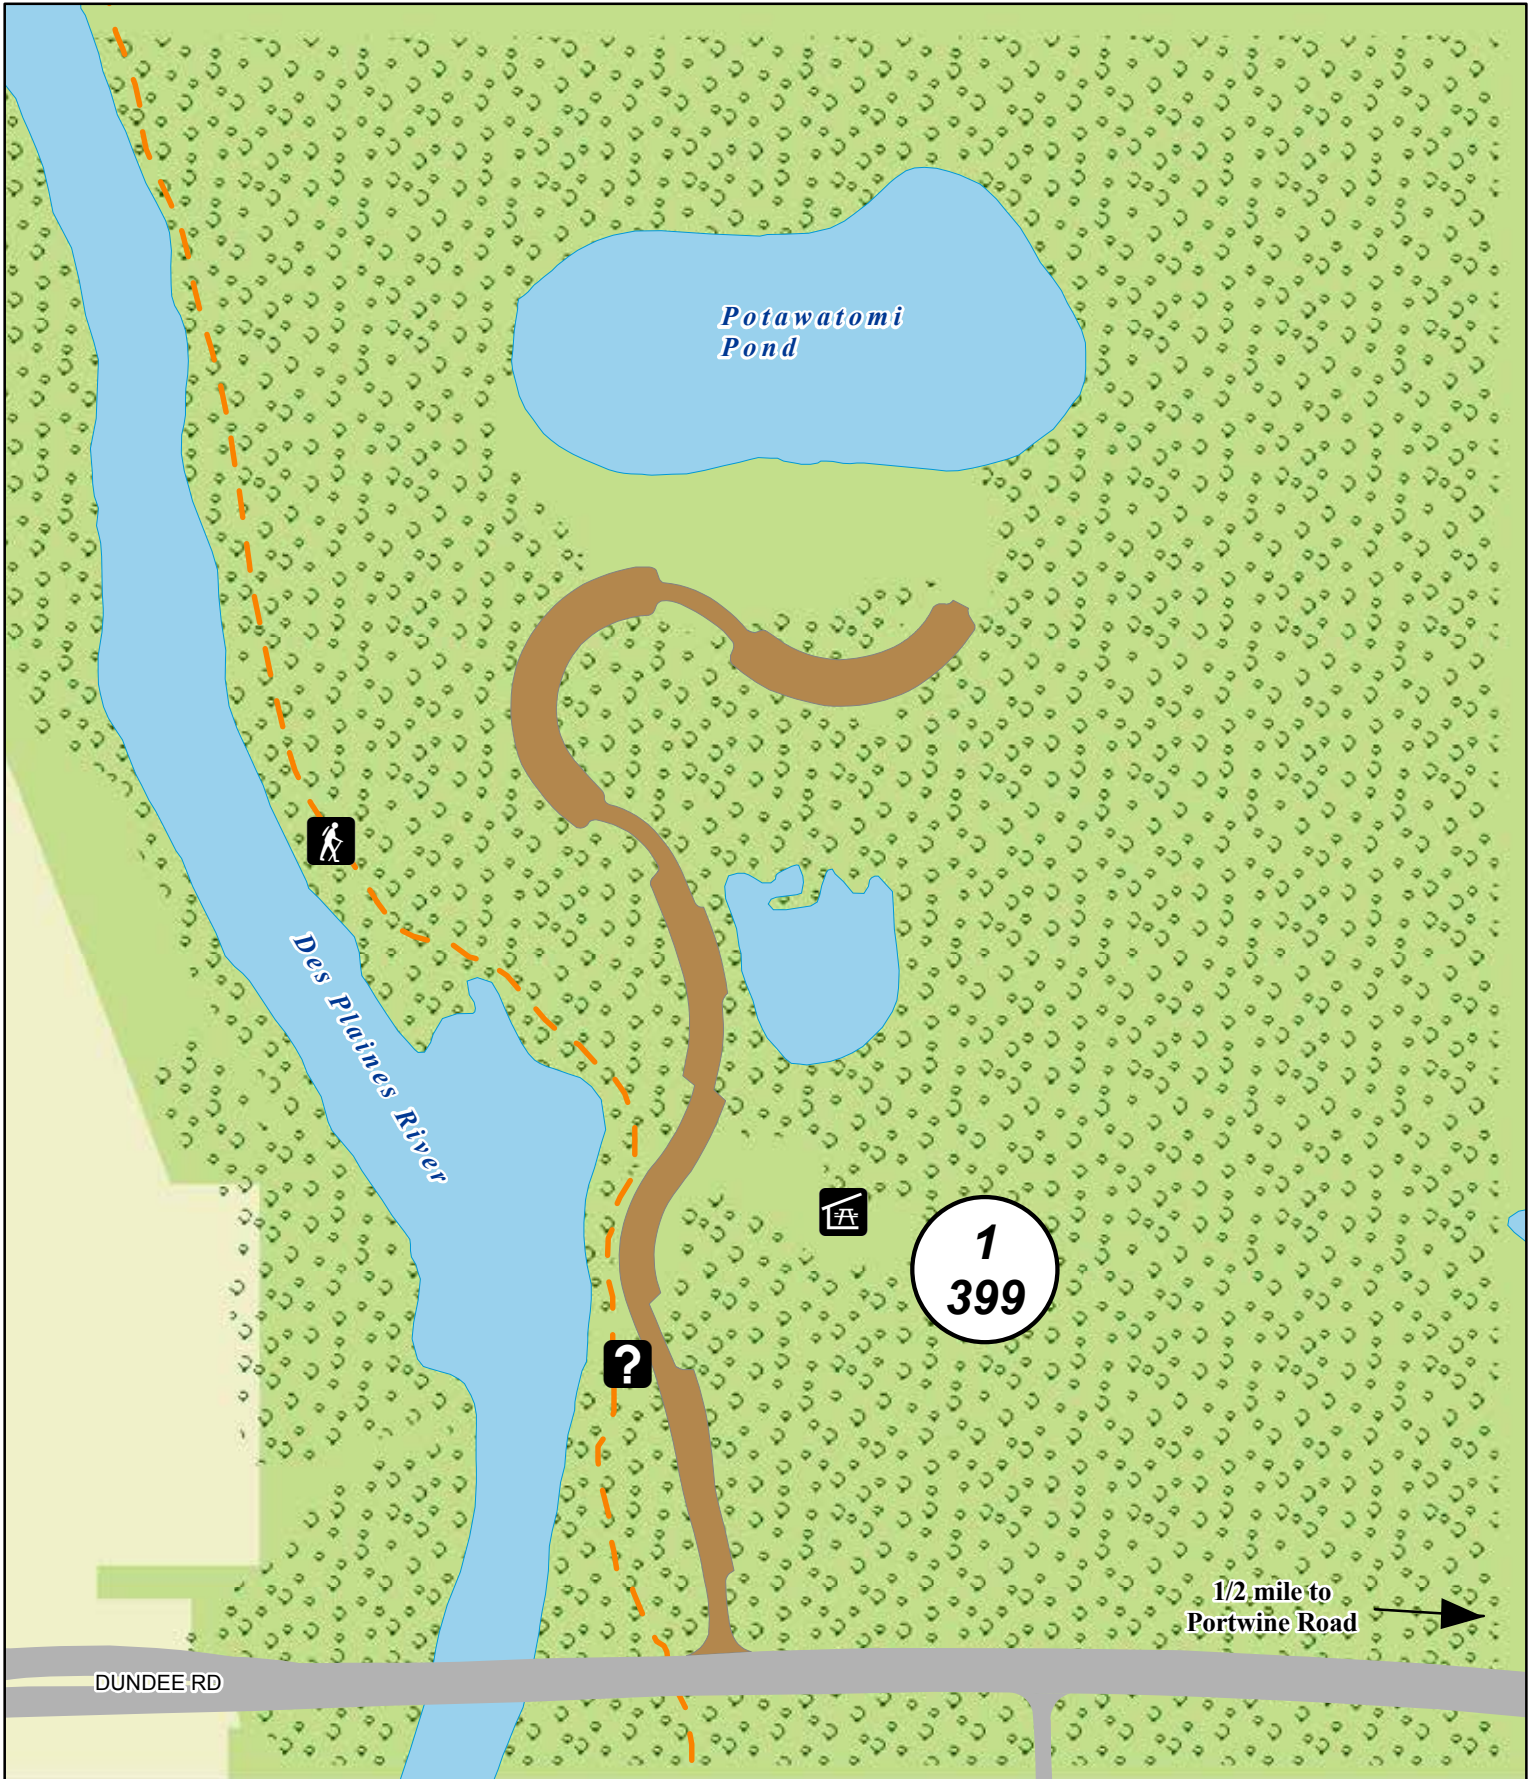 Potawatomi
Pond
Des Plaines River
?
1
399
1/2 mile to
Portwine Road
DUNDEE RD